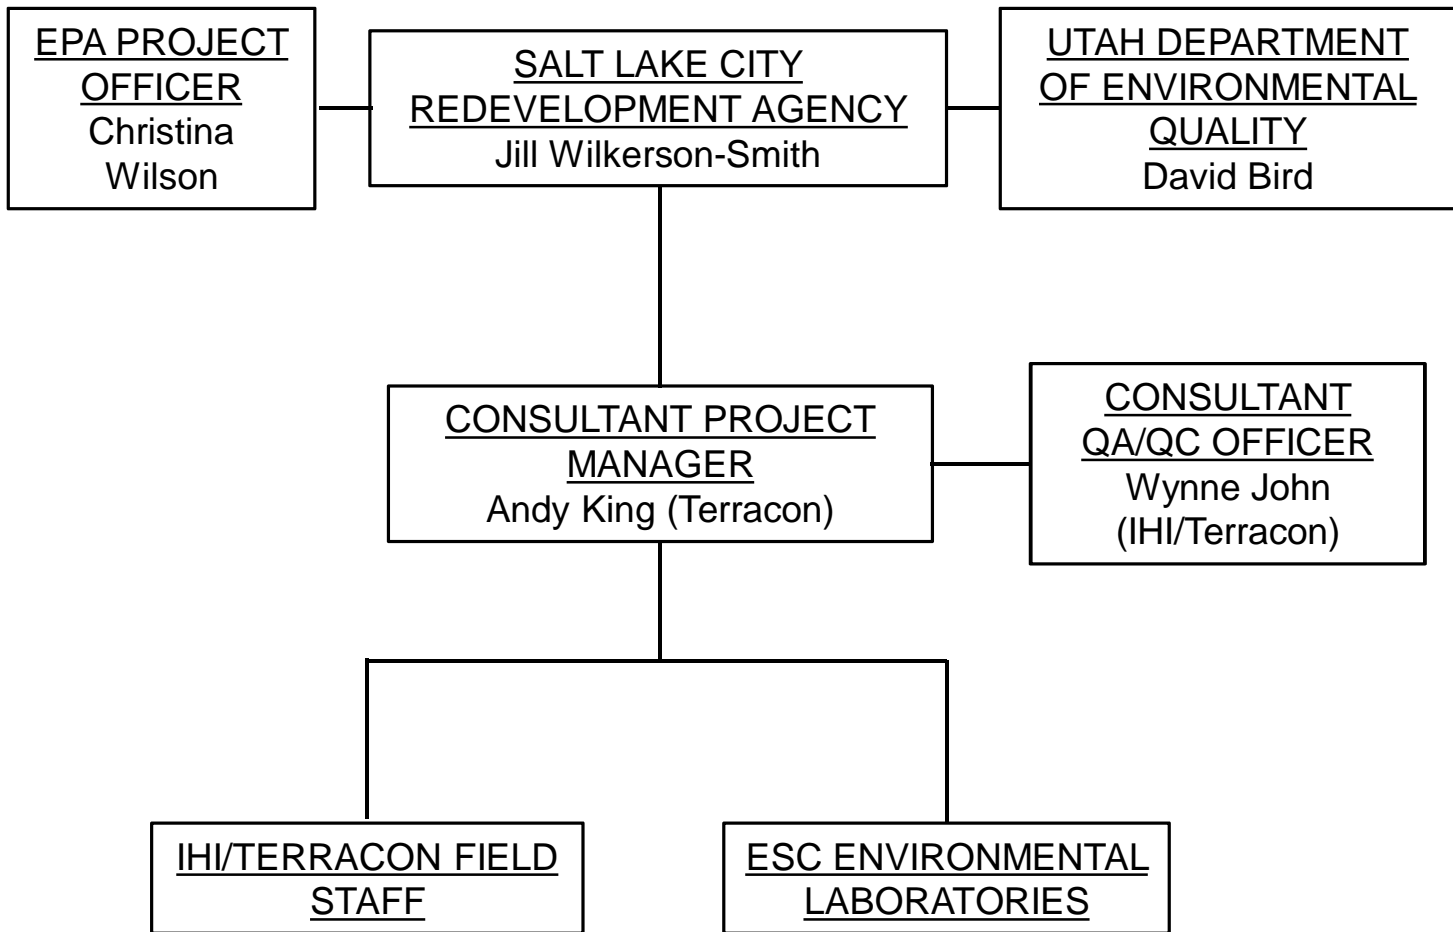 EPA PROJECT
OFFICER
Christina
Wilson
SALT LAKE CITY
REDEVELOPMENT AGENCY
Jill Wilkerson-Smith
UTAH DEPARTMENT
OF ENVIRONMENTAL
QUALITY
David Bird
CONSULTANT PROJECT
MANAGER
Andy King (Terracon)
CONSULTANT
QA/QC OFFICER
Wynne John
(IHI/Terracon)
IHI/TERRACON FIELD
STAFF
ESC ENVIRONMENTAL
LABORATORIES